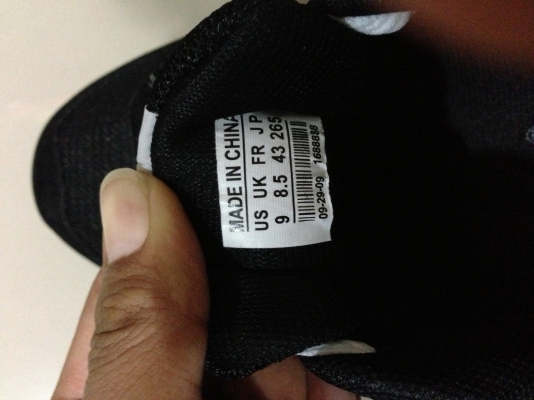 MADE IN CHINA
US UK FR JP
9 8.5 43 265
09-29-09 1688888